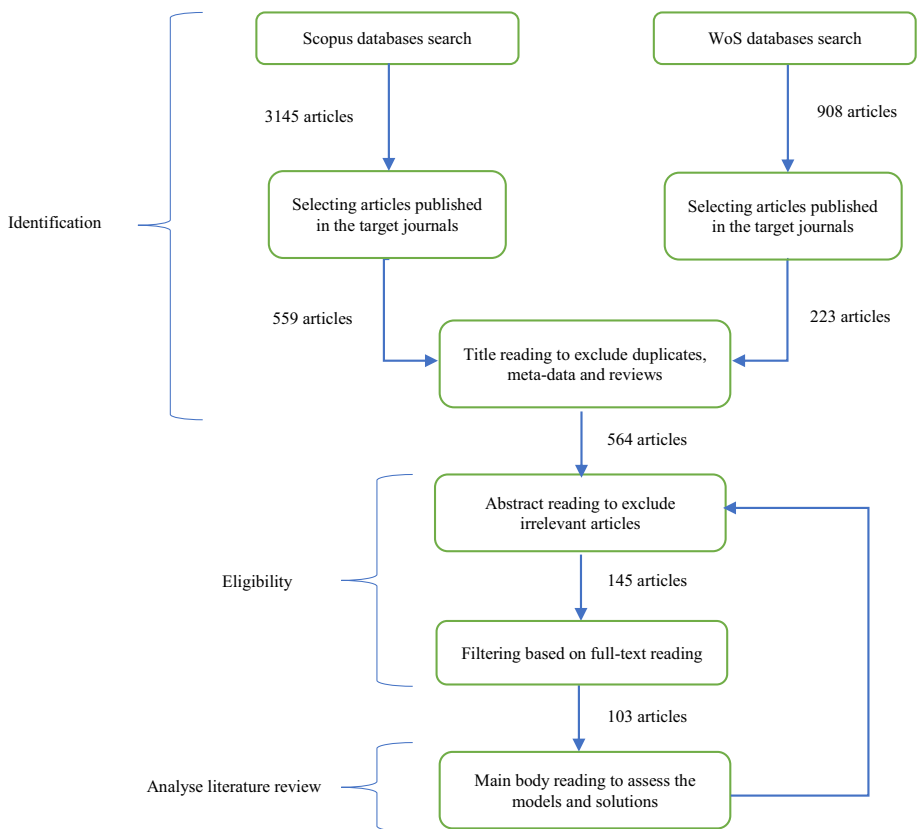 Scopus databases search
WoS databases search
3145 articles
908 articles
Selecting articles published
in the target journals
Selecting articles published
in the target journals
Identification
559 articles
223 articles
Title reading to exclude duplicates,
meta-data and reviews
564 articles
Abstract reading to exclude
irrelevant articles
Eligibility
145 articles
Filtering based on full-text reading
103 articles
Analyse literature review
Main body reading to assess the
models and solutions